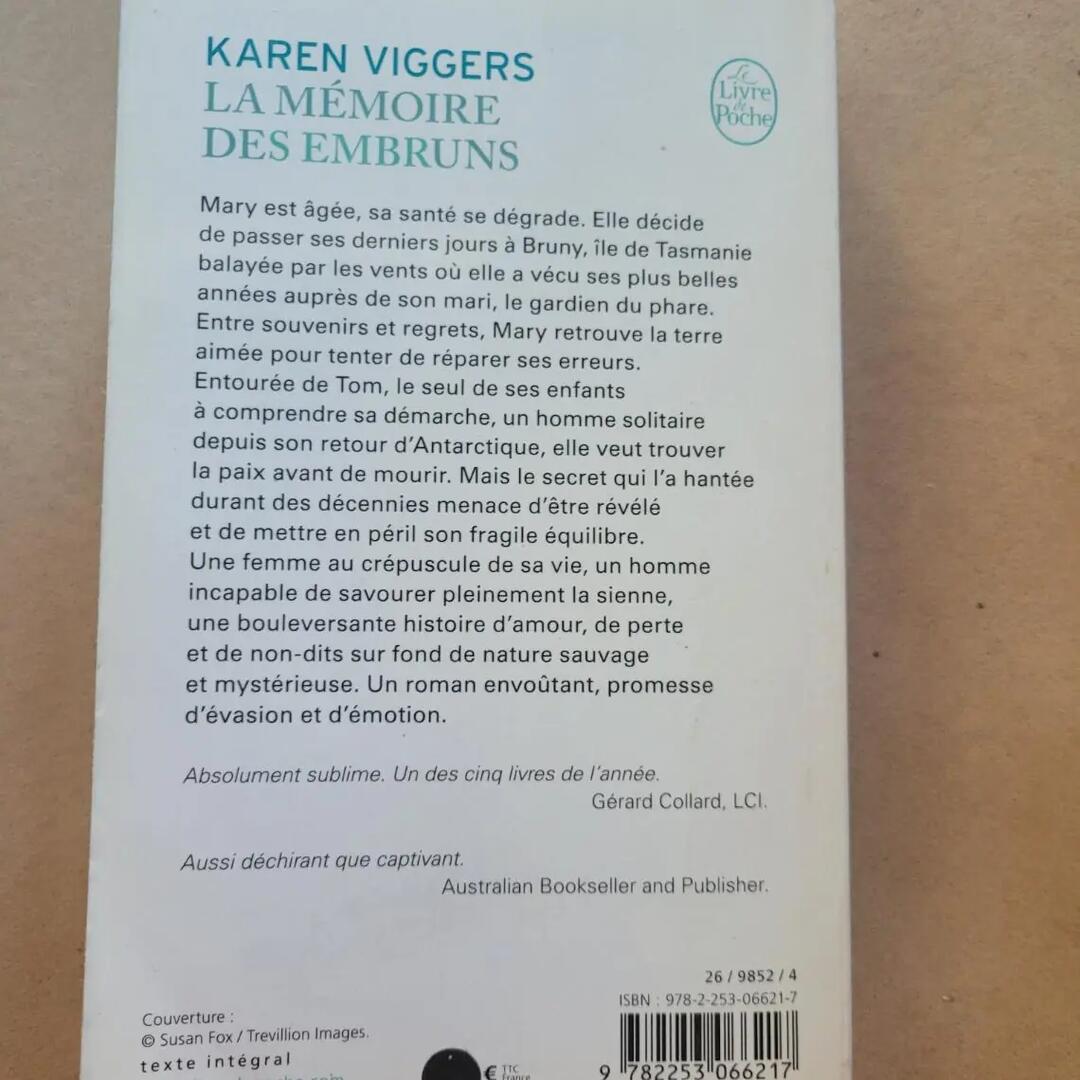 KAREN VIGGERS
LA MÉMOIRE
DES EMBRUNS
Le
Livre
de
Poche
Mary est âgée, sa santé se dégrade. Elle décide
de passer ses derniers jours à Bruny, île de Tasmanie
balayée par les vents où elle a vécu ses plus belles
années auprès de son mari, le gardien du phare.
Entre souvenirs et regrets, Mary retrouve la terre
aimée pour tenter de réparer ses erreurs.
Entourée de Tom, le seul de ses enfants
à comprendre sa démarche, un homme solitaire
depuis son retour d'Antarctique, elle veut trouver
la paix avant de mourir. Mais le secret qui l'a hantée
durant des décennies menace d'être révélé
et de mettre en péril son fragile équilibre.
Une femme au crépuscule de sa vie, un homme
incapable de savourer pleinement la sienne,
une bouleversante histoire d'amour, de perte
et de non-dits sur fond de nature sauvage
et mystérieuse. Un roman envoûtant, promesse
d'évasion et d'émotion.
Absolument sublime. Un des cinq livres de l'année.
Gérard Collard, LCI.
Aussi déchirant que captivant.
Australian Bookseller and Publisher.
26 / 9852 / 4
ISBN : 978-2-253-06621-7
Couverture :
© Susan Fox / Trevillion Images.
texte intégral
€ TTC
France
9 782253 066217